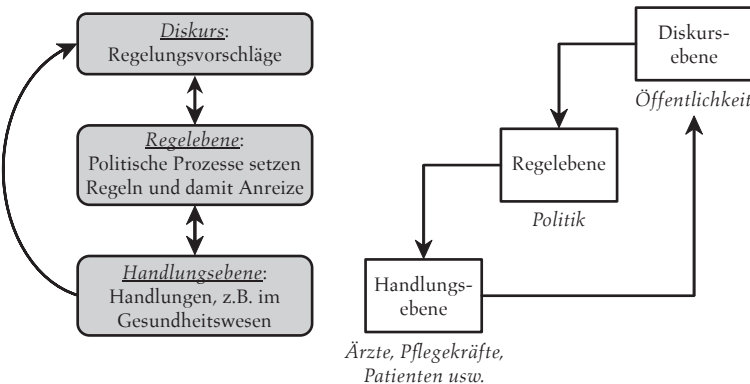 Diskurs:
Regelungsvorschläge
Regelebene:
Politische Prozesse setzen
Regeln und damit Anreize
Handlungsebene:
Handlungen, z.B. im
Gesundheitswesen
Diskurs-
ebene
Öffentlichkeit
Regelebene
Politik
Handlungs-
ebene
Ärzte, Pflegekräfte,
Patienten usw.